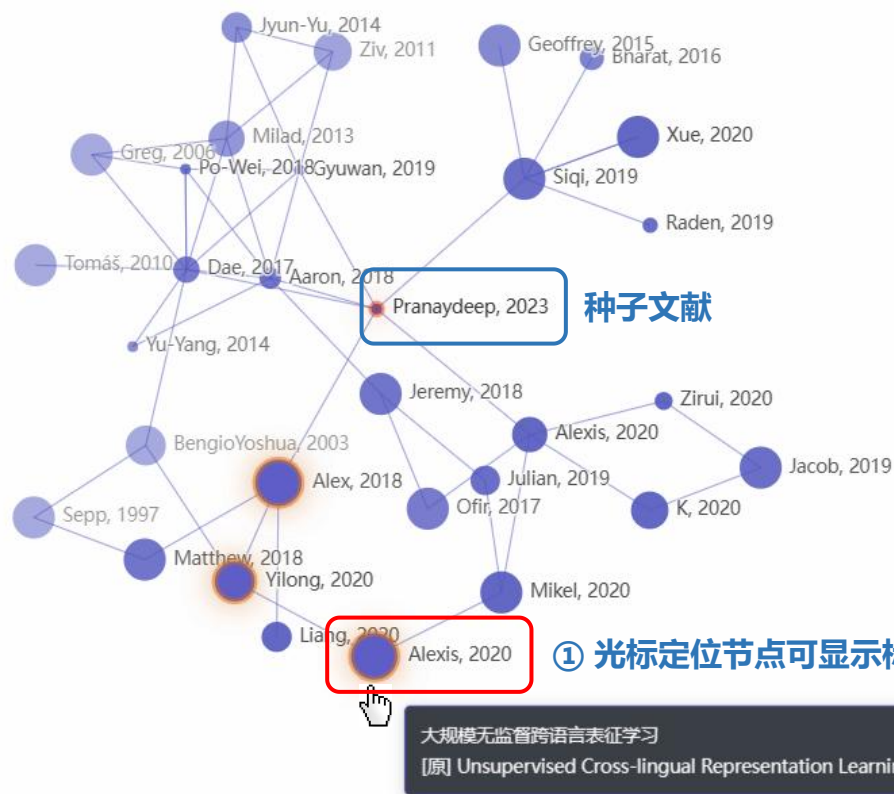 Jyun-Yu, 2014
Ziv, 2011
Geoffrey, 2015
Bharat, 2016
Milad, 2013
Xue, 2020
Greg, 2006
Po-Wei, 2018
Gyuwan, 2019
Siqi, 2019
Raden, 2019
Tomáš, 2010
Dae, 2017
Aaron, 2018
Pranaydeep, 2023
种子文献
Yu-Yang, 2014
Jeremy, 2018
Zirui, 2020
Alexis, 2020
BengioYoshua, 2003
Jacob, 2019
Alex, 2018
Julian, 2019
Ofir, 2017
K, 2020
Sepp, 1997
Matthew, 2018
Yilong, 2020
Mikel, 2020
Liang, 2020
Alexis, 2020
① 光标定位节点可显示
大规模无监督跨语言表征学习
[原] Unsupervised Cross-lingual Representation